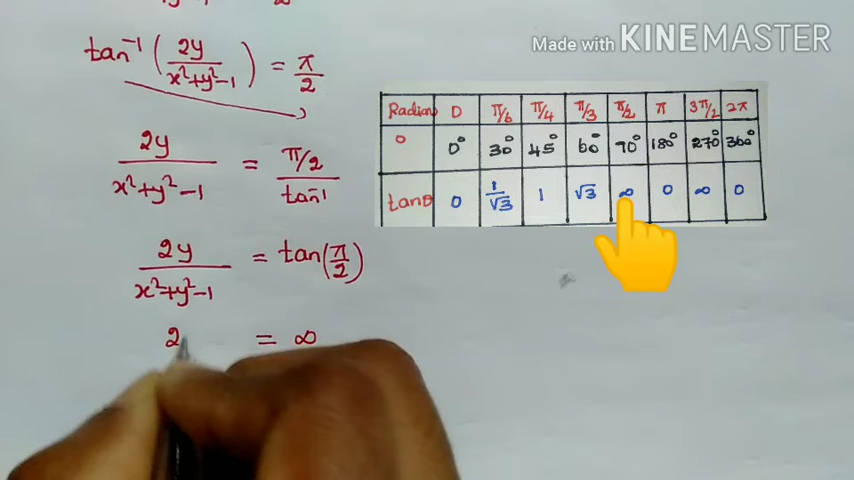 Made with KINEMASTER
tan⁻¹ (2y / x²+y²-1) = π/2
2y / x²+y²-1 = π/2 / tan⁻¹
2y / x²+y²-1 = tan(π/2)
2 = ∞
Radian 0 π/6 π/4 π/3 π/2 π 3π/2 2π
θ 0° 30° 45° 60° 90° 180° 270° 360°
tanθ 0 1/√3 1 √3 ∞ 0 ∞ 0